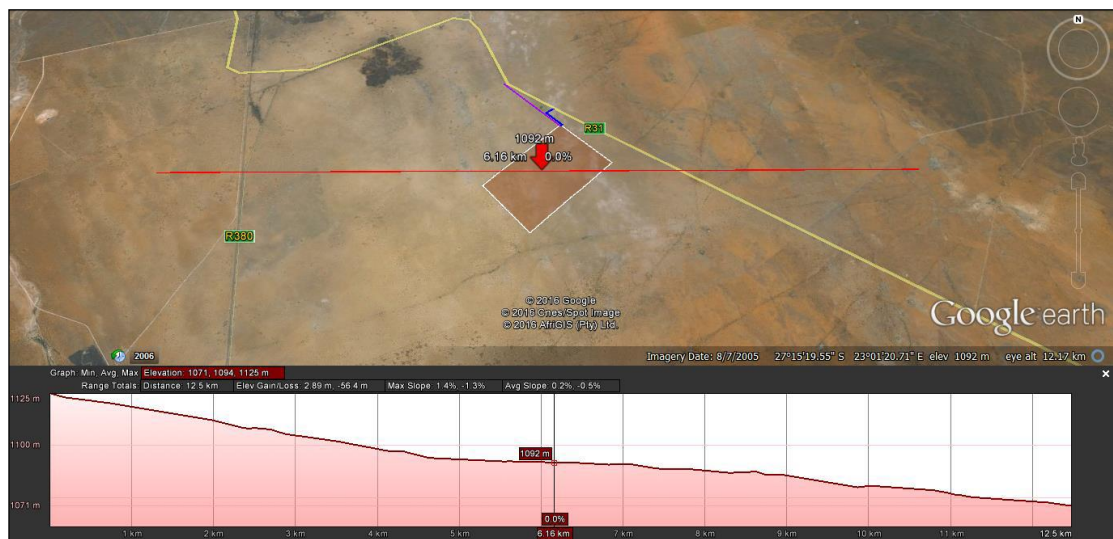 N
R31
1092 m
6.16 km 0.0%
R380
© 2016 Google
© 2016 Cnes/Spot Image
© 2016 AfriGIS (Pty) Ltd.
Google earth
2006
Imagery Date: 8/7/2005 27°15'19.55" S 23°01'20.71" E elev 1092 m eye alt 12.17 km
Graph: Min, Avg, Max Elevation: 1071, 1094, 1125 m
Range Totals: Distance: 12.5 km Elev Gain/Loss: 2.89 m, -56.4 m Max Slope: 1.4%, -1.3% Avg Slope: 0.2%, -0.5%
1125 m
1100 m
1092 m
1071 m
0.0%
1 km 2 km 3 km 4 km 5 km 6.16 km 7 km 8 km 9 km 10 km 11 km 12.5 km